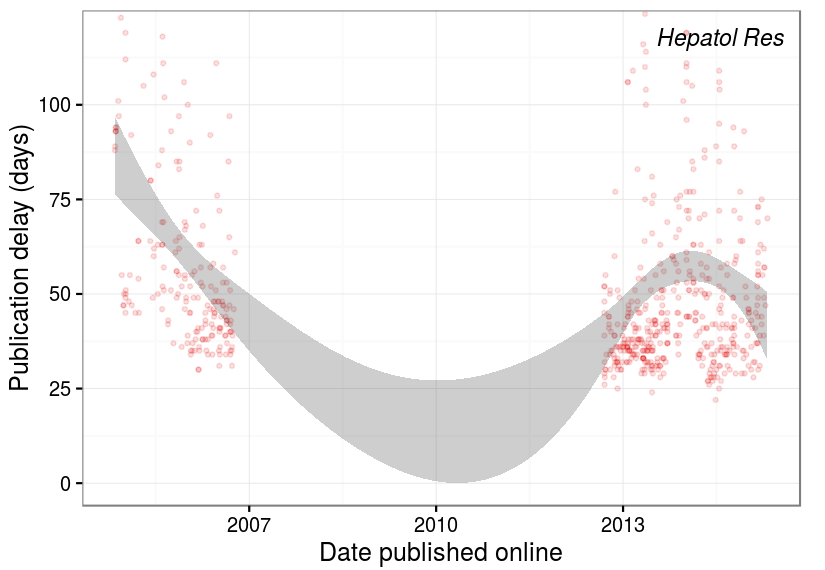 Hepatol Res
Publication delay (days)
100
75
50
25
0
2007 2010 2013
Date published online